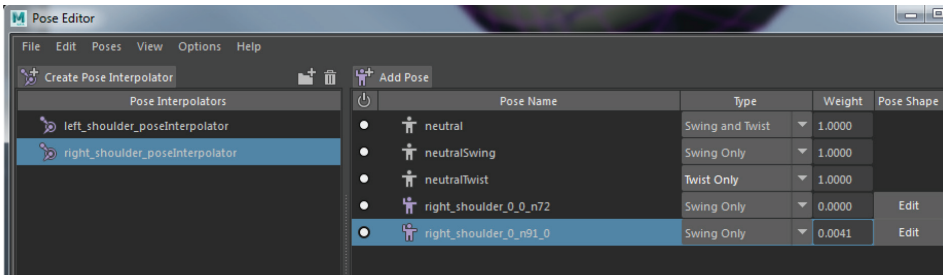 Pose Editor
File Edit Poses View Options Help
Create Pose Interpolator Add Pose
Pose Interpolators Pose Name Type Weight Pose Shape
left_shoulder_poseInterpolator neutral Swing and Twist 1.0000
right_shoulder_poseInterpolator neutralSwing Swing Only 1.0000
neutralTwist Twist Only 1.0000
right_shoulder_0_0_n72 Swing Only 0.0000 Edit
right_shoulder_0_n91_0 Swing Only 0.0041 Edit